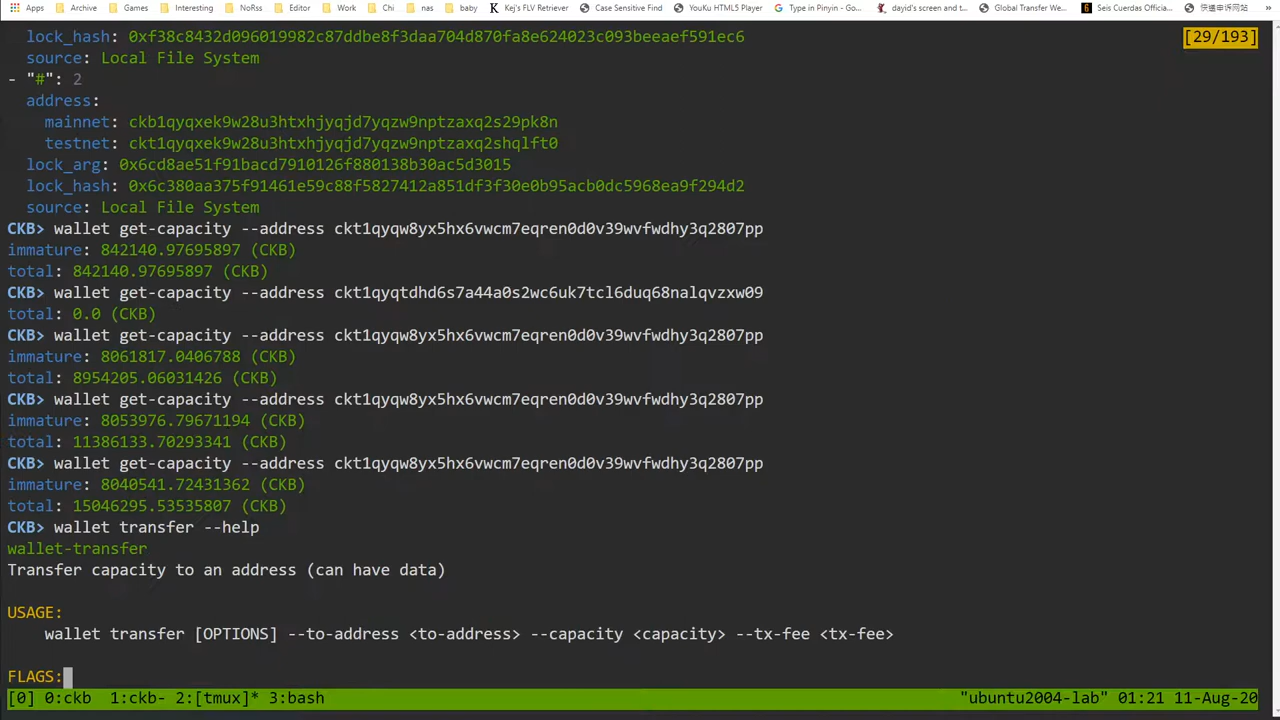 Apps Archive Games Interesting NoRss Editor Work Chi nas baby Kej's FLV Retriever Case Sensitive Find YouKu HTML5 Player Type in Pinyin - Go... dayid's screen and t... Global Transfer We... Seis Cuerdas Oficia... 快递申诉网站
lock_hash: 0xf38c8432d096019982c87ddbe8f3daa704d870fa8e624023c093beeaef591ec6
[29/193]
source: Local File System
- "#": 2
address:
mainnet: ckb1qyqxek9w28u3htxhjyqjd7yqzw9nptzaxq2s29pk8n
testnet: ckt1qyqxek9w28u3htxhjyqjd7yqzw9nptzaxq2shqlft0
lock_arg: 0x6cd8ae51f91bacd7910126f880138b30ac5d3015
lock_hash: 0x6c380aa375f91461e59c88f5827412a851df3f30e0b95acb0dc5968ea9f294d2
source: Local File System
CKB> wallet get-capacity --address ckt1qyqw8yx5hx6vwcm7eqren0d0v39wvfwdhy3q2807pp
immature: 842140.97695897 (CKB)
total: 842140.97695897 (CKB)
CKB> wallet get-capacity --address ckt1qyqtdhd6s7a44a0s2wc6uk7tcl6duq68nalqvzxw09
total: 0.0 (CKB)
CKB> wallet get-capacity --address ckt1qyqw8yx5hx6vwcm7eqren0d0v39wvfwdhy3q2807pp
immature: 8061817.0406788 (CKB)
total: 8954205.06031426 (CKB)
CKB> wallet get-capacity --address ckt1qyqw8yx5hx6vwcm7eqren0d0v39wvfwdhy3q2807pp
immature: 8053976.79671194 (CKB)
total: 11386133.70293341 (CKB)
CKB> wallet get-capacity --address ckt1qyqw8yx5hx6vwcm7eqren0d0v39wvfwdhy3q2807pp
immature: 8040541.72431362 (CKB)
total: 15046295.53535807 (CKB)
CKB> wallet transfer --help
wallet-transfer
Transfer capacity to an address (can have data)
USAGE:
wallet transfer [OPTIONS] --to-address <to-address> --capacity <capacity> --tx-fee <tx-fee>
FLAGS:
[0] 0:ckb 1:ckb- 2:[tmux]* 3:bash "ubuntu2004-lab" 01:21 11-Aug-20